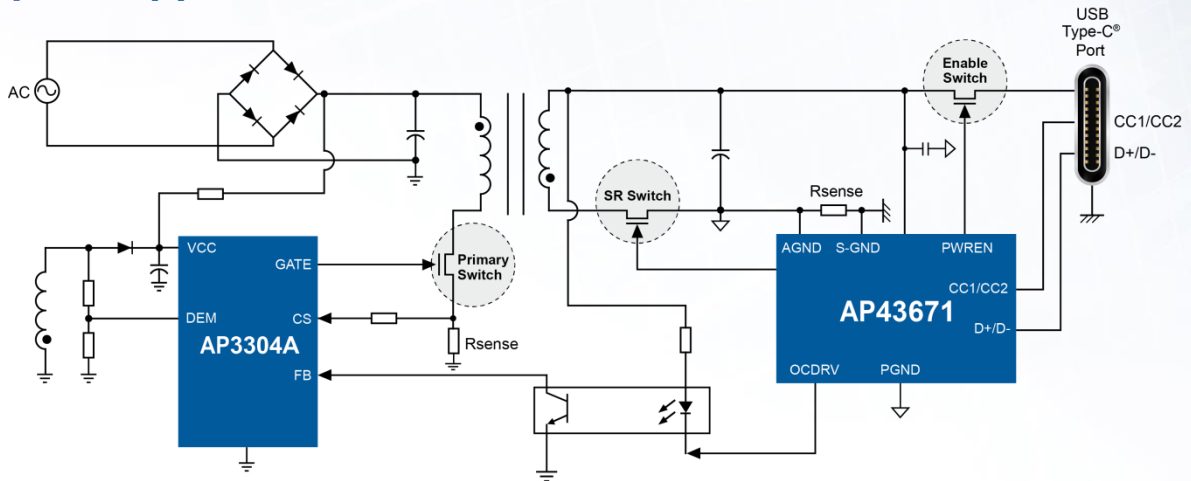 USB
Type-C®
Port
Enable
Switch
AC
CC1/CC2
D+/D-
SR Switch
Rsense
VCC
GATE
Primary
Switch
AGND
S-GND
PWREN
CC1/CC2
DEM
CS
AP43671
D+/D-
AP3304A
Rsense
FB
OCDRV
PGND